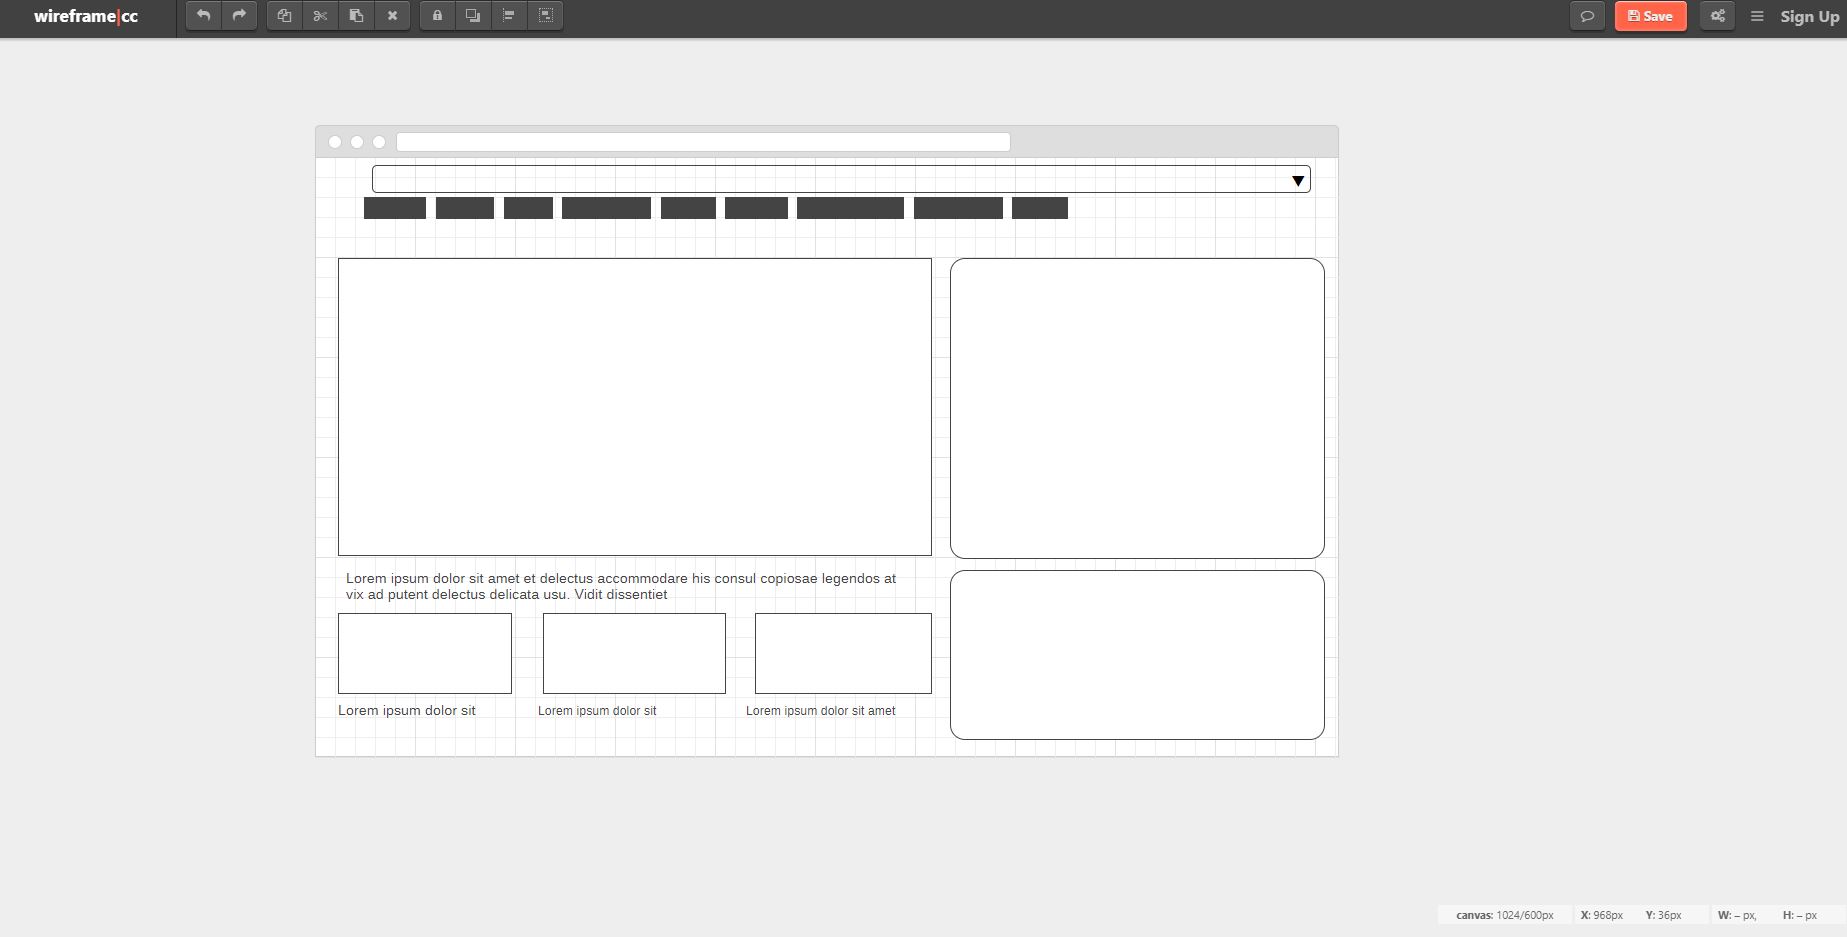 wireframe|cc
Save
Sign Up
Lorem ipsum dolor sit amet et delectus accommodare his consul copiosae legendos at
vix ad putent delectus delicata usu. Vidit dissentiet
Lorem ipsum dolor sit
Lorem ipsum dolor sit
Lorem ipsum dolor sit amet
canvas: 1024/600px X: 968px Y: 36px W: – px, H: – px